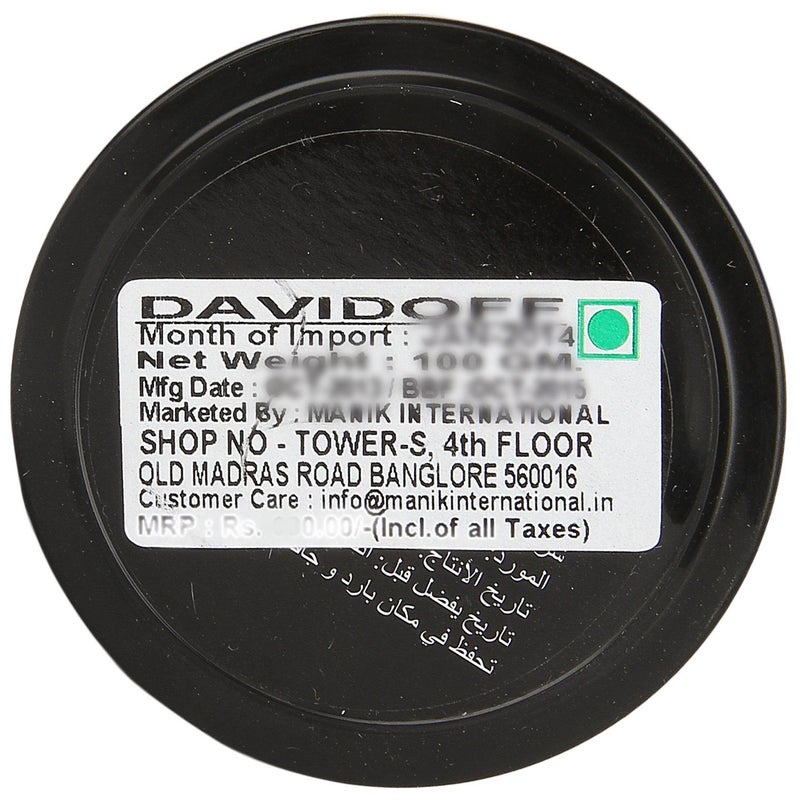 DAVIDOFF
Month of Import :
Net Weight : 100 GM.
Mfg Date :
Marketed By : MANIK INTERNATIONAL
SHOP NO - TOWER-S, 4th FLOOR
OLD MADRAS ROAD BANGLORE 560016
Customer Care : info@manikinternational.in
MRP : Rs. /-(Incl.of all Taxes)
المورد:
تاريخ الأنتاج:
تاريخ يفضل قبل:
تحفظ في مكان بارد و